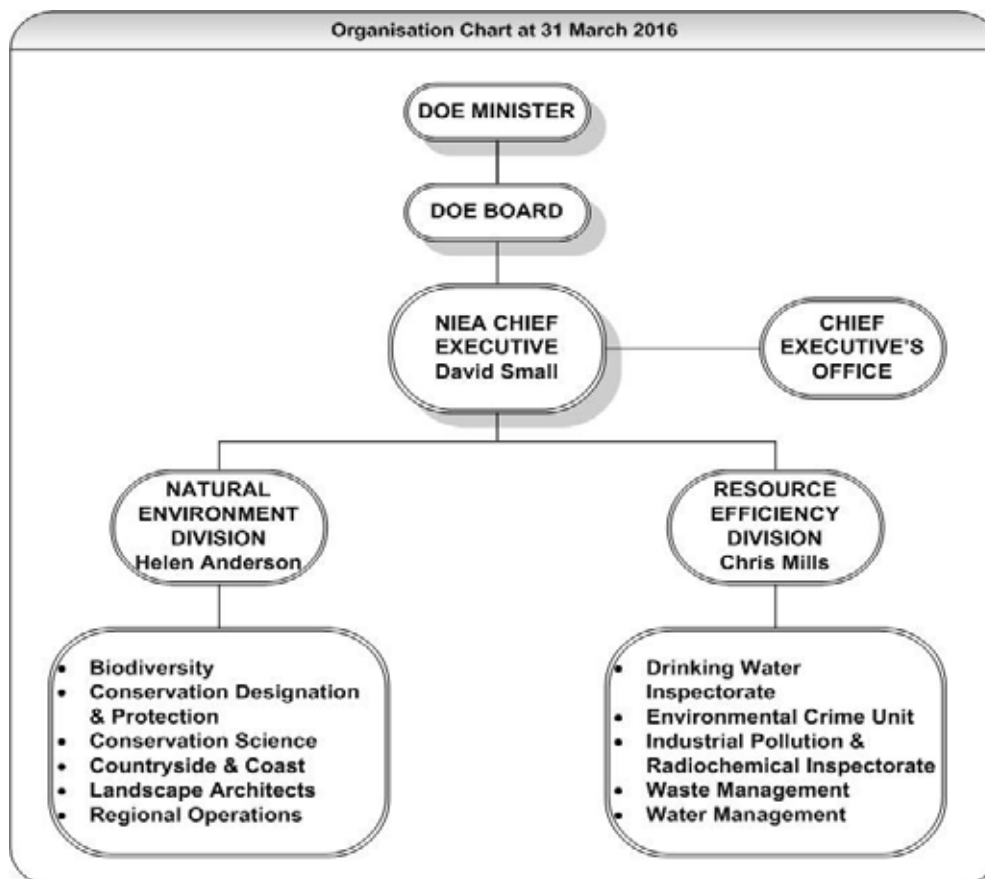 Organisation Chart at 31 March 2016
DOE MINISTER
DOE BOARD
NIEA CHIEF
EXECUTIVE
David Small
CHIEF
EXECUTIVE'S
OFFICE
NATURAL
ENVIRONMENT
DIVISION
Helen Anderson
RESOURCE
EFFICIENCY
DIVISION
Chris Mills
• Biodiversity
• Conservation Designation
& Protection
• Conservation Science
• Countryside & Coast
• Landscape Architects
• Regional Operations
• Drinking Water
Inspectorate
• Environmental Crime Unit
• Industrial Pollution &
Radiochemical Inspectorate
• Waste Management
• Water Management